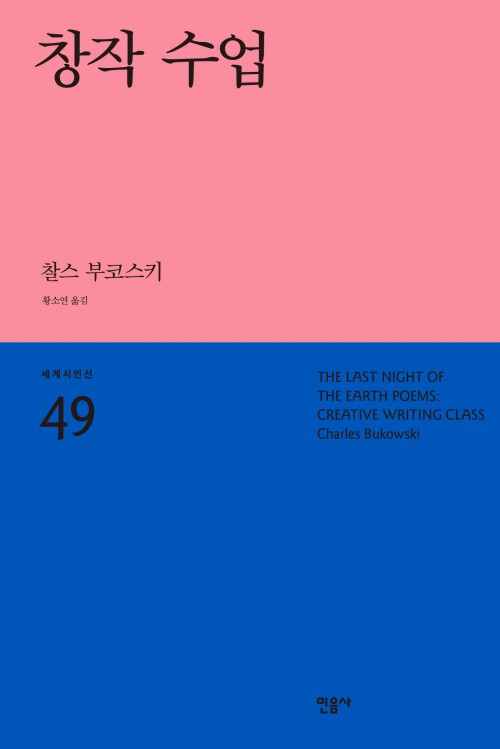 창작 수업
찰스 부코스키
황소연 옮김
세계시인선
49
THE LAST NIGHT OF
THE EARTH POEMS:
CREATIVE WRITING CLASS
Charles Bukowski
민음사